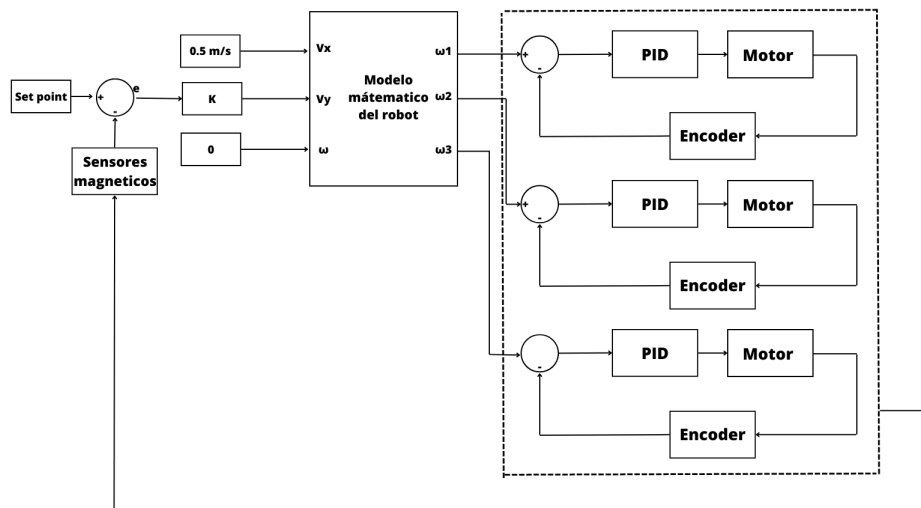 0.5 m/s
Set point
+
-
e
K
0
Sensores
magneticos
Vx
Vy
ω
Modelo
mátematico
del robot
ω1
ω2
ω3
+
-
PID
Motor
Encoder
+
-
PID
Motor
Encoder
-
PID
Motor
Encoder